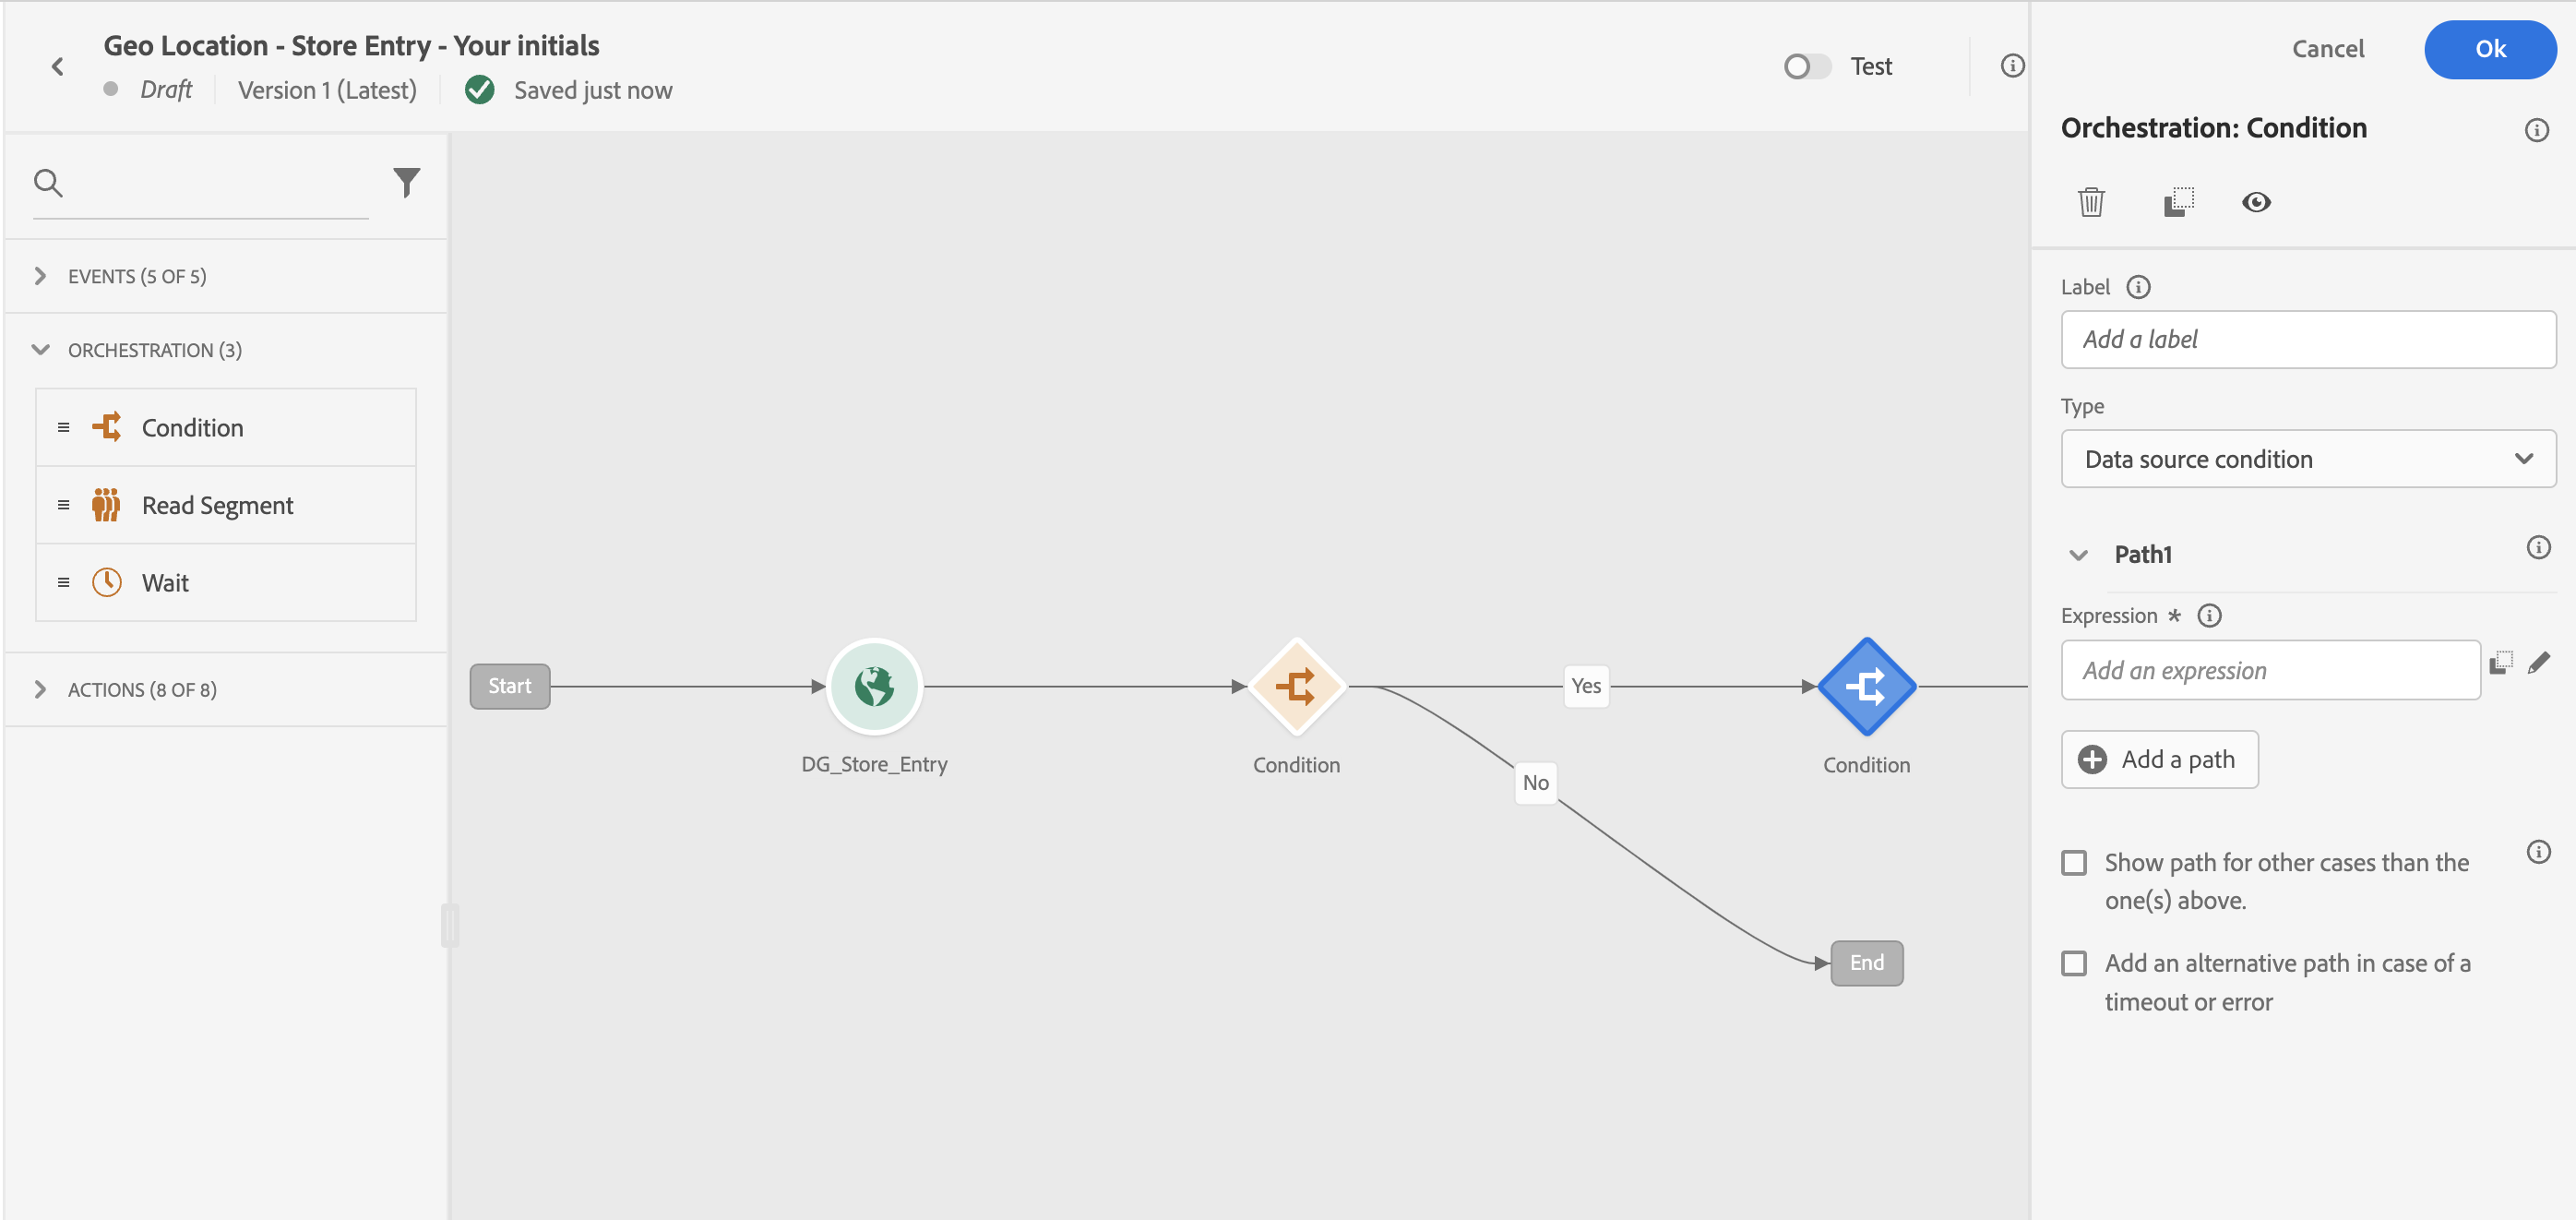 Geo Location - Store Entry - Your initials
Draft
Version 1 (Latest)
Saved just now
Test
Cancel
Ok
EVENTS (5 OF 5)
ORCHESTRATION (3)
Condition
Read Segment
Wait
ACTIONS (8 OF 8)
Start
DG_Store_Entry
Condition
Yes
No
Condition
End
Orchestration: Condition
Label
Add a label
Type
Data source condition
Path1
Expression *
Add an expression
Add a path
Show path for other cases than the
one(s) above.
Add an alternative path in case of a
timeout or error